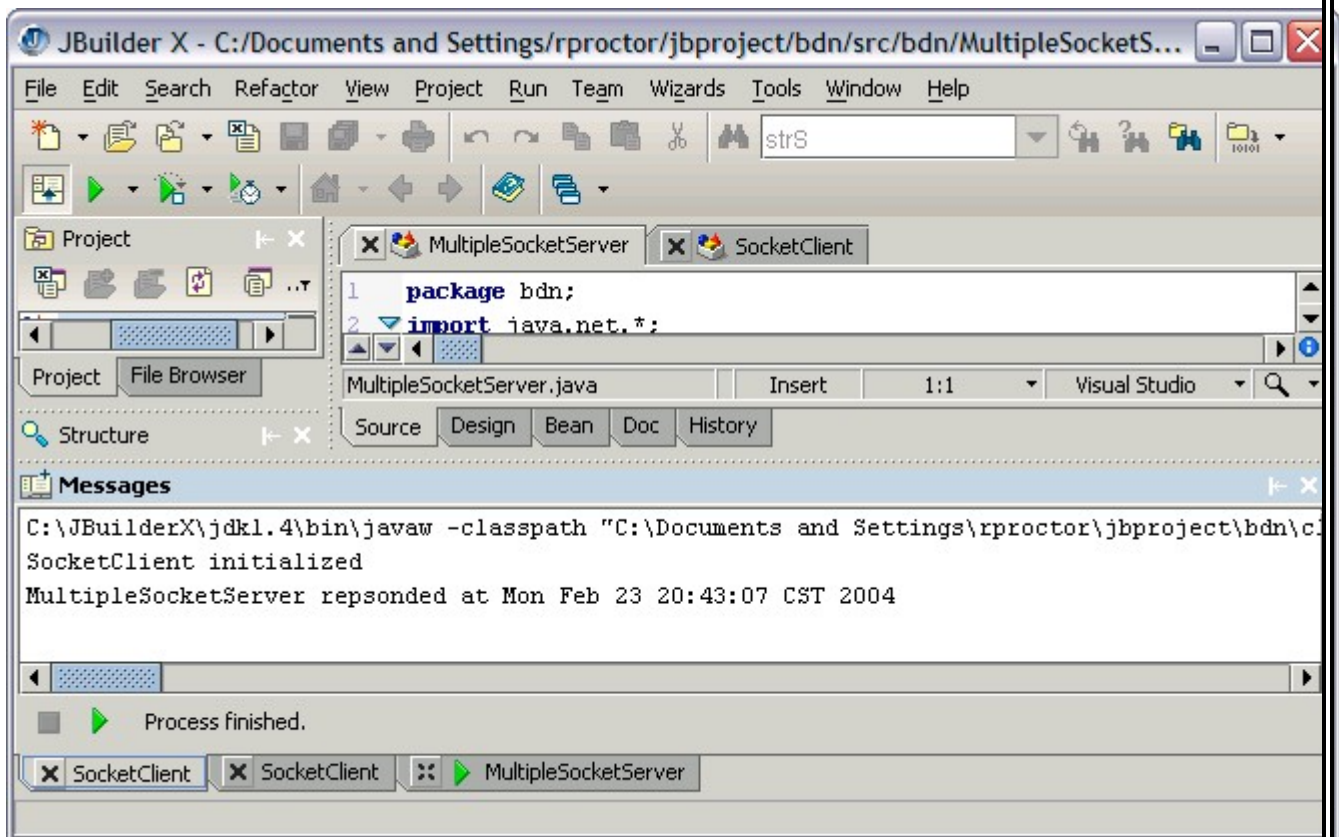 JBuilder X - C:/Documents and Settings/rproctor/jbproject/bdn/src/bdn/MultipleSocketS...
File Edit Search Refactor View Project Run Team Wizards Tools Window Help
strS
Project
MultipleSocketServer SocketClient
1 package bdn;
2 import java.net.*;
Project File Browser
MultipleSocketServer.java Insert 1:1 Visual Studio
Structure
Source Design Bean Doc History
Messages
C:\JBuilderX\jdk1.4\bin\javaw -classpath "C:\Documents and Settings\rproctor\jbproject\bdn\cl
SocketClient initialized
MultipleSocketServer repsonded at Mon Feb 23 20:43:07 CST 2004
Process finished.
SocketClient SocketClient MultipleSocketServer